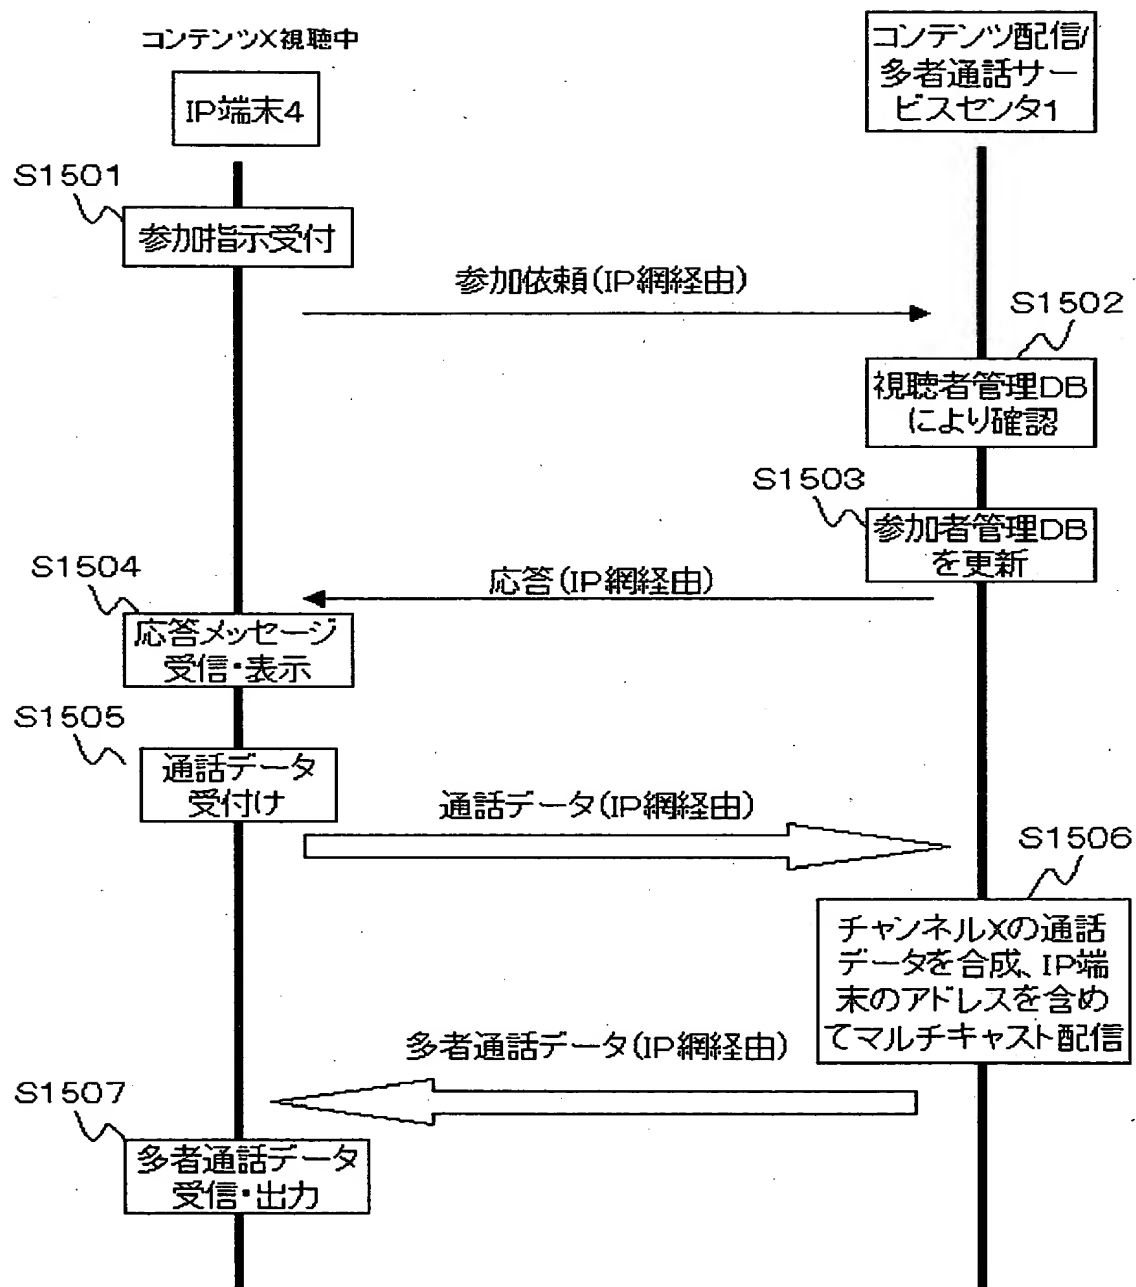 コンテンツX視聴中
IP端末4
コンテンツ配信/
多者通話サー
ビスセンタ1
S1501
参加指示受付
参加依頼(IP網経由)
S1502
視聴者管理DB
により確認
S1503
参加者管理DB
を更新
応答(IP網経由)
S1504
応答メッセージ
受信・表示
S1505
通話データ
受付け
通話データ(IP網経由)
S1506
チャンネルXの通話
データを合成、IP端
末のアドレスを含め
てマルチキャスト配信
多者通話データ(IP網経由)
S1507
多者通話データ
受信・出力